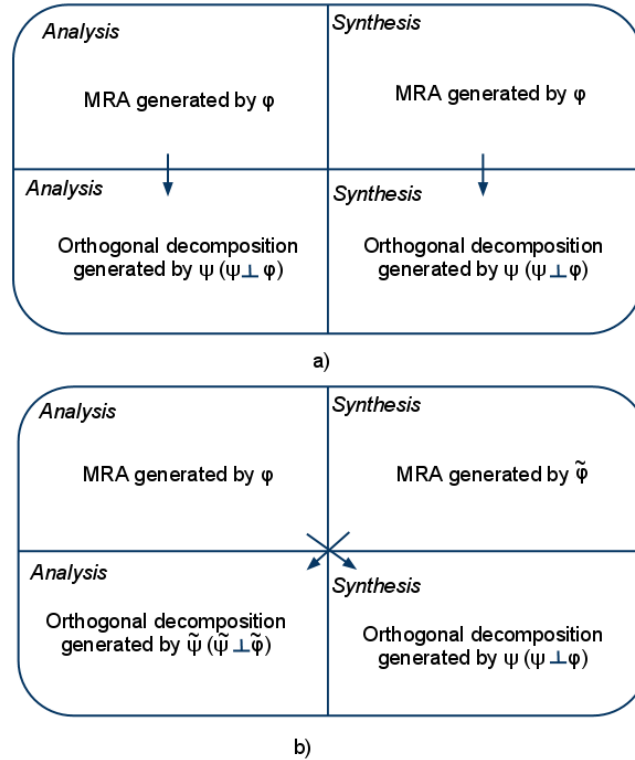 Analysis
Synthesis
MRA generated by φ
MRA generated by φ
Analysis
Synthesis
Orthogonal decomposition
generated by ψ (ψ⊥φ)
Orthogonal decomposition
generated by ψ (ψ⊥φ)
a)
Analysis
Synthesis
MRA generated by φ
MRA generated by φ̃
Analysis
Synthesis
Orthogonal decomposition
generated by ψ̃ (ψ̃⊥φ̃)
Orthogonal decomposition
generated by ψ (ψ⊥φ)
b)